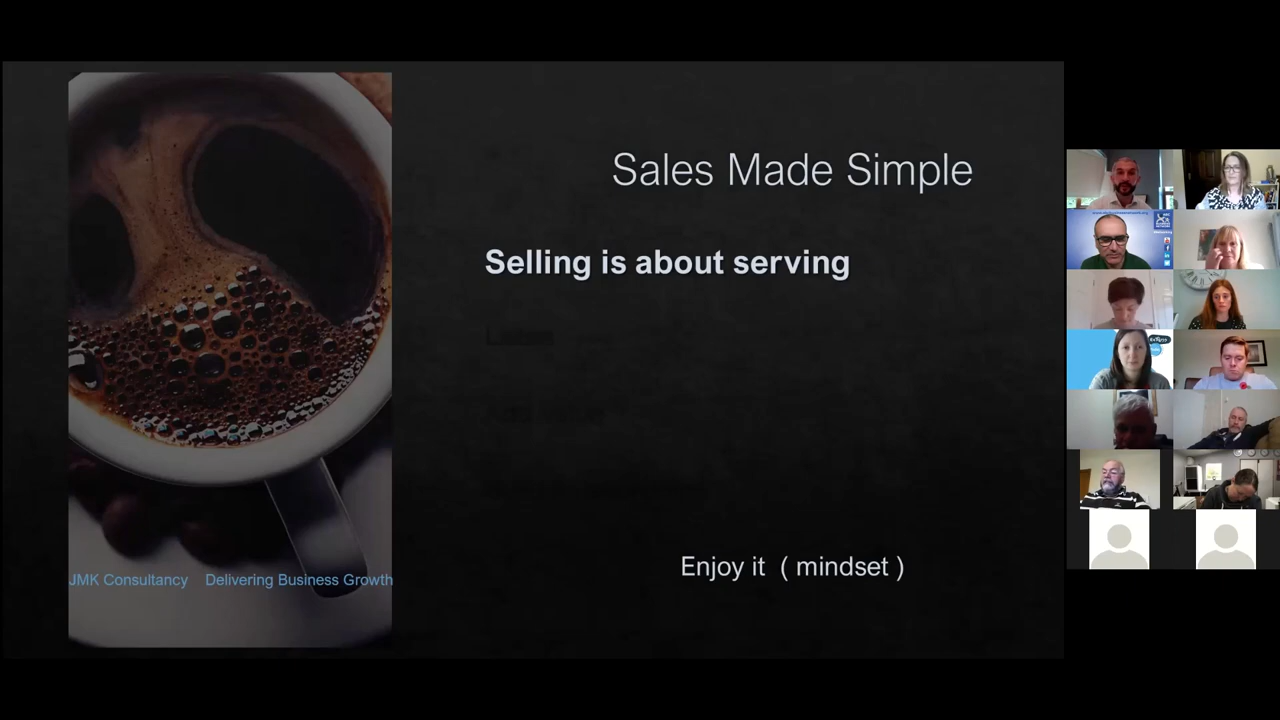 Sales Made Simple
Selling is about serving
Enjoy it ( mindset )
JMK Consultancy Delivering Business Growth